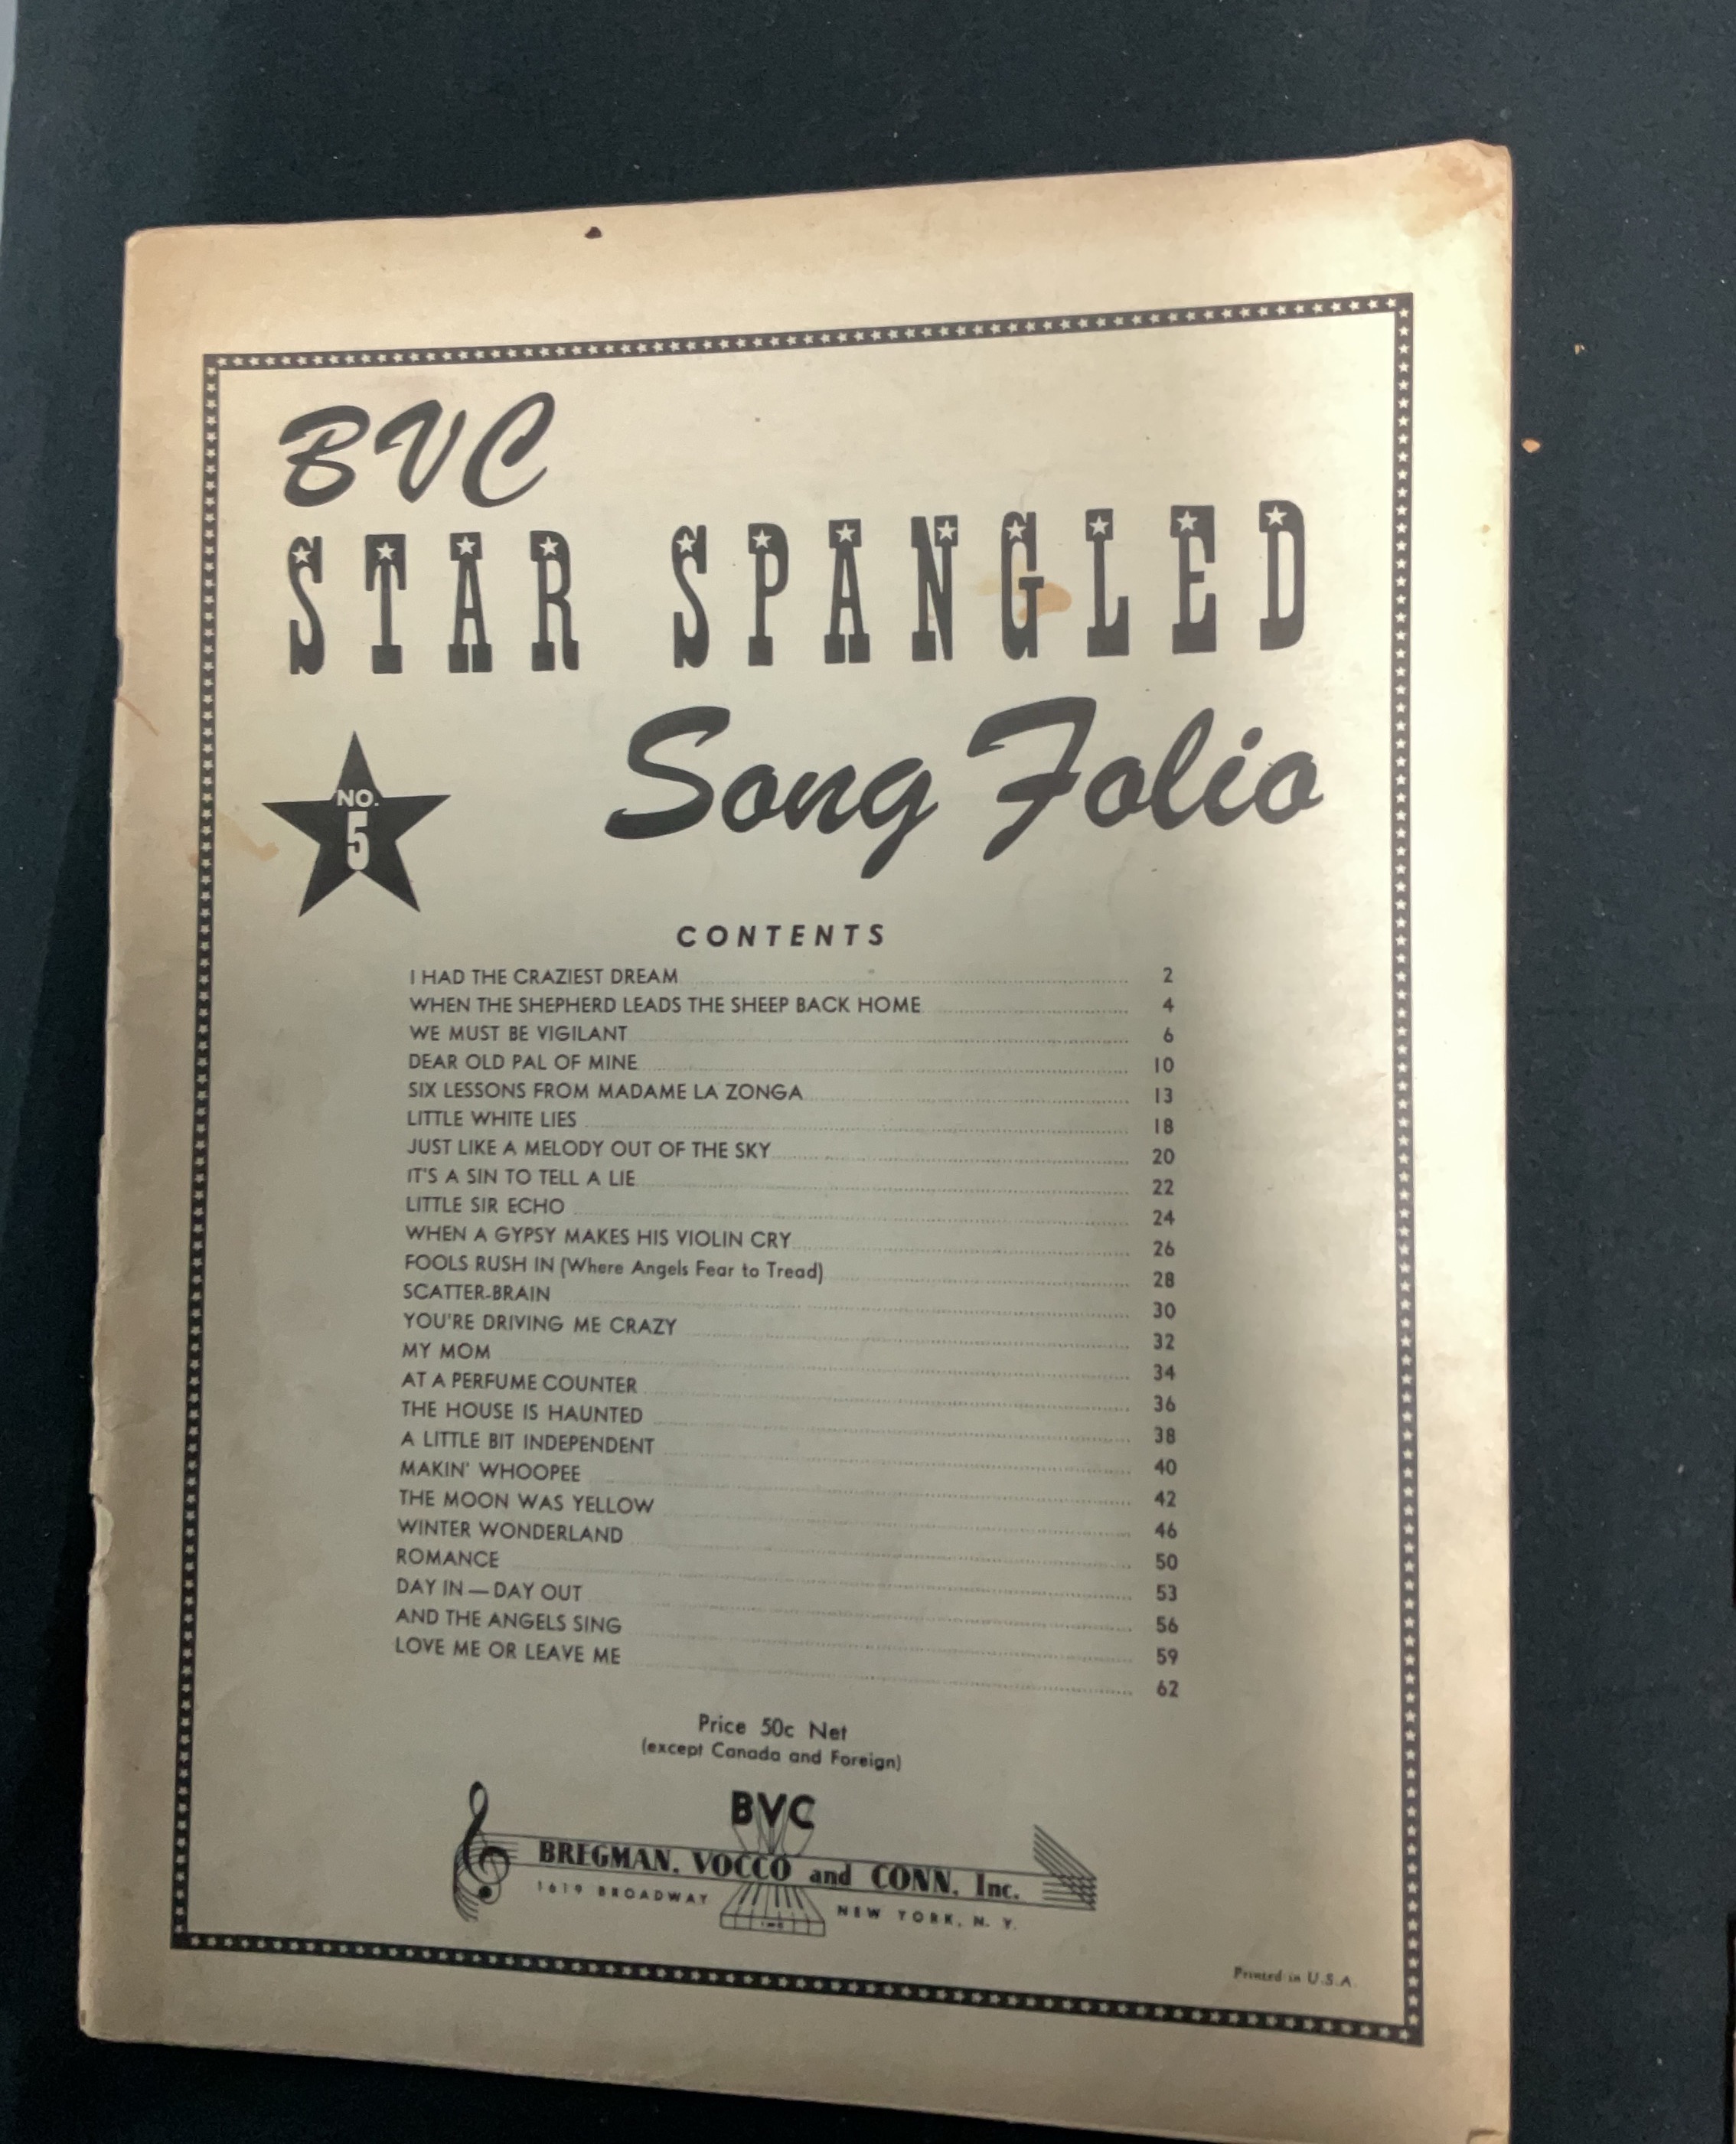 BVC
STAR SPANGLED
Song Folio
NO.
5
CONTENTS
I HAD THE CRAZIEST DREAM 2
WHEN THE SHEPHERD LEADS THE SHEEP BACK HOME 4
WE MUST BE VIGILANT 6
DEAR OLD PAL OF MINE 10
SIX LESSONS FROM MADAME LA ZONGA 13
LITTLE WHITE LIES 18
JUST LIKE A MELODY OUT OF THE SKY 20
IT'S A SIN TO TELL A LIE 22
LITTLE SIR ECHO 24
WHEN A GYPSY MAKES HIS VIOLIN CRY 26
FOOLS RUSH IN (Where Angels Fear to Tread) 28
SCATTER-BRAIN 30
YOU'RE DRIVING ME CRAZY 32
MY MOM 34
AT A PERFUME COUNTER 36
THE HOUSE IS HAUNTED 38
A LITTLE BIT INDEPENDENT 40
MAKIN' WHOOPEE 42
THE MOON WAS YELLOW 46
WINTER WONDERLAND 50
ROMANCE 53
DAY IN — DAY OUT 56
AND THE ANGELS SING 59
LOVE ME OR LEAVE ME 62
Price 50c Net
(except Canada and Foreign)
BVC
BREGMAN, VOCCO and CONN, Inc.
1619 BROADWAY NEW YORK, N. Y.
Printed in U.S.A.